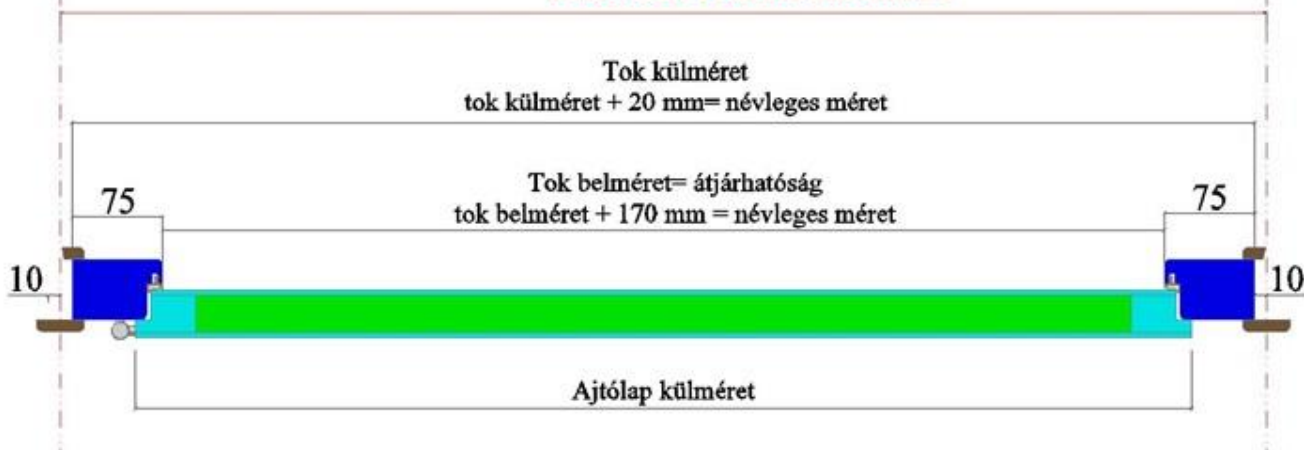 Tok külméret
tok külméret + 20 mm= névleges méret
Tok belméret= átjárhatóság
tok belméret + 170 mm = névleges méret
75
75
10
10
Ajtólap külméret